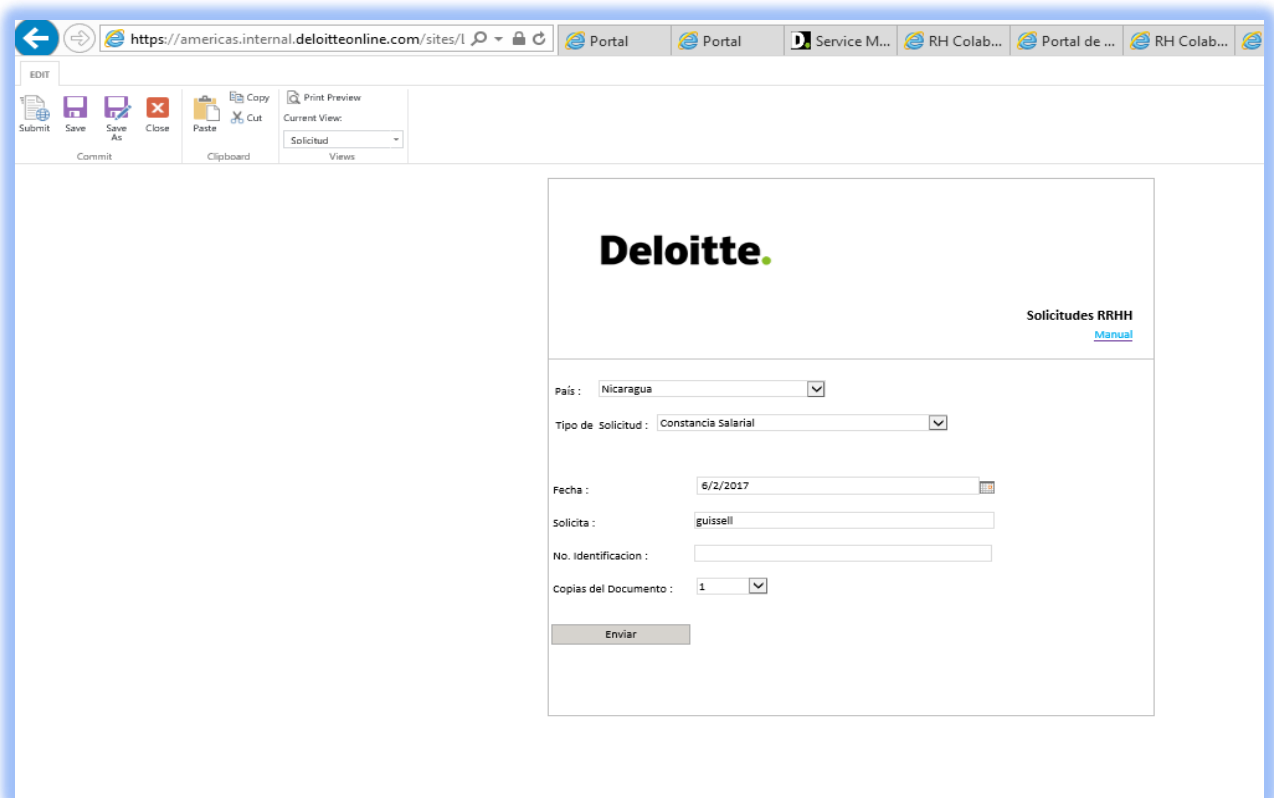 https://americas.internal.deloitteonline.com/sites/l
Portal
Portal
D. Service M...
RH Colab...
Portal de ...
RH Colab...
EDIT
Submit
Save
Save As
Close
Paste
Copy
Cut
Print Preview
Current View:
Solicitud
Commit
Clipboard
Views
Deloitte.
Solicitudes RRHH
Manual
País : Nicaragua
Tipo de Solicitud : Constancia Salarial
Fecha : 6/2/2017
Solicita : guissell
No. Identificacion :
Copias del Documento : 1
Enviar